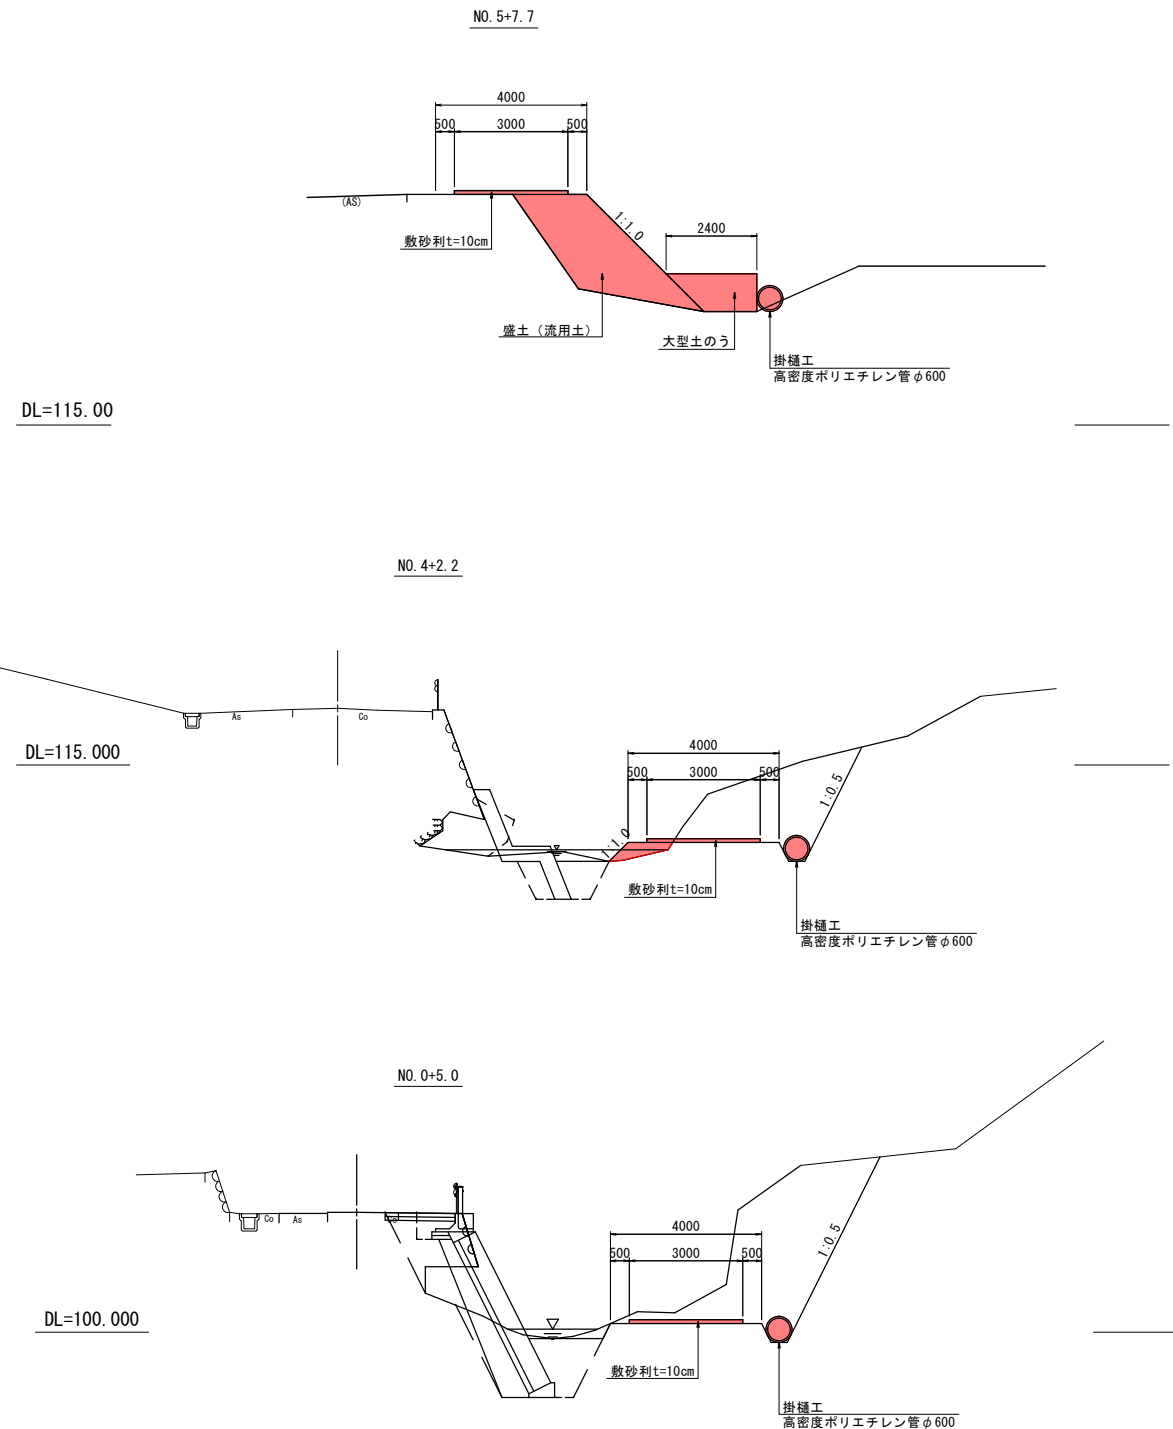 NO.5+7.7
4000
500 3000 500
(AS)
1:1.0
敷砂利t=10cm
2400
盛土（流用土）
大型土のう
掛樋工
高密度ポリエチレン管φ600
DL=115.00
NO.4+2.2
As
Co
DL=115.000
4000
500 3000 500
1:0.5
1:1.0
敷砂利t=10cm
掛樋工
高密度ポリエチレン管φ600
NO.0+5.0
Co
As
4000
1:0.5
500 3000 500
DL=100.000
敷砂利t=10cm
掛樋工
高密度ポリエチレン管φ600